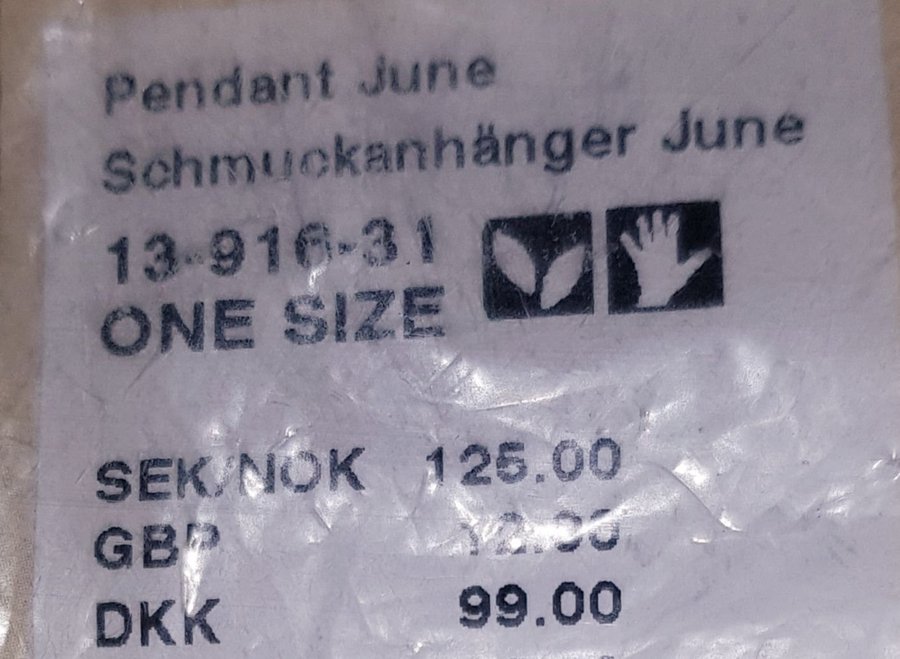 Pendant June
Schmuckanhänger June
13-916-31
ONE SIZE
SEK/NOK 125.00
GBP
DKK 99.00